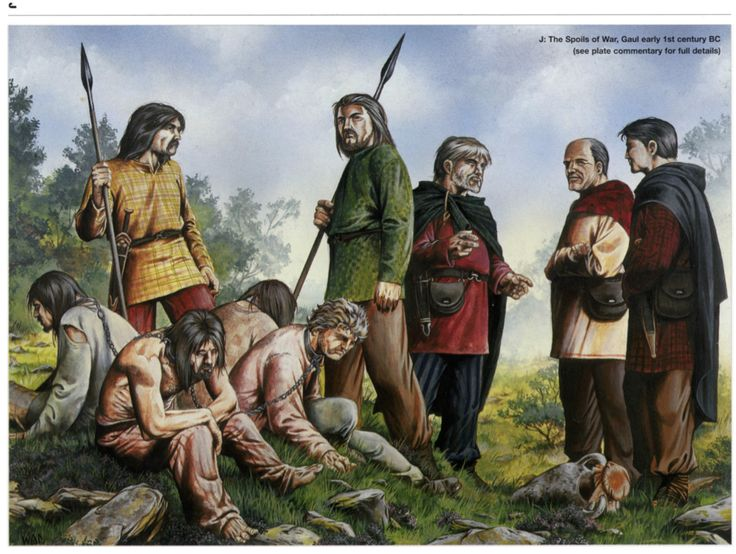 J: The Spoils of War, Gaul early 1st century BC
(see plate commentary for full details)